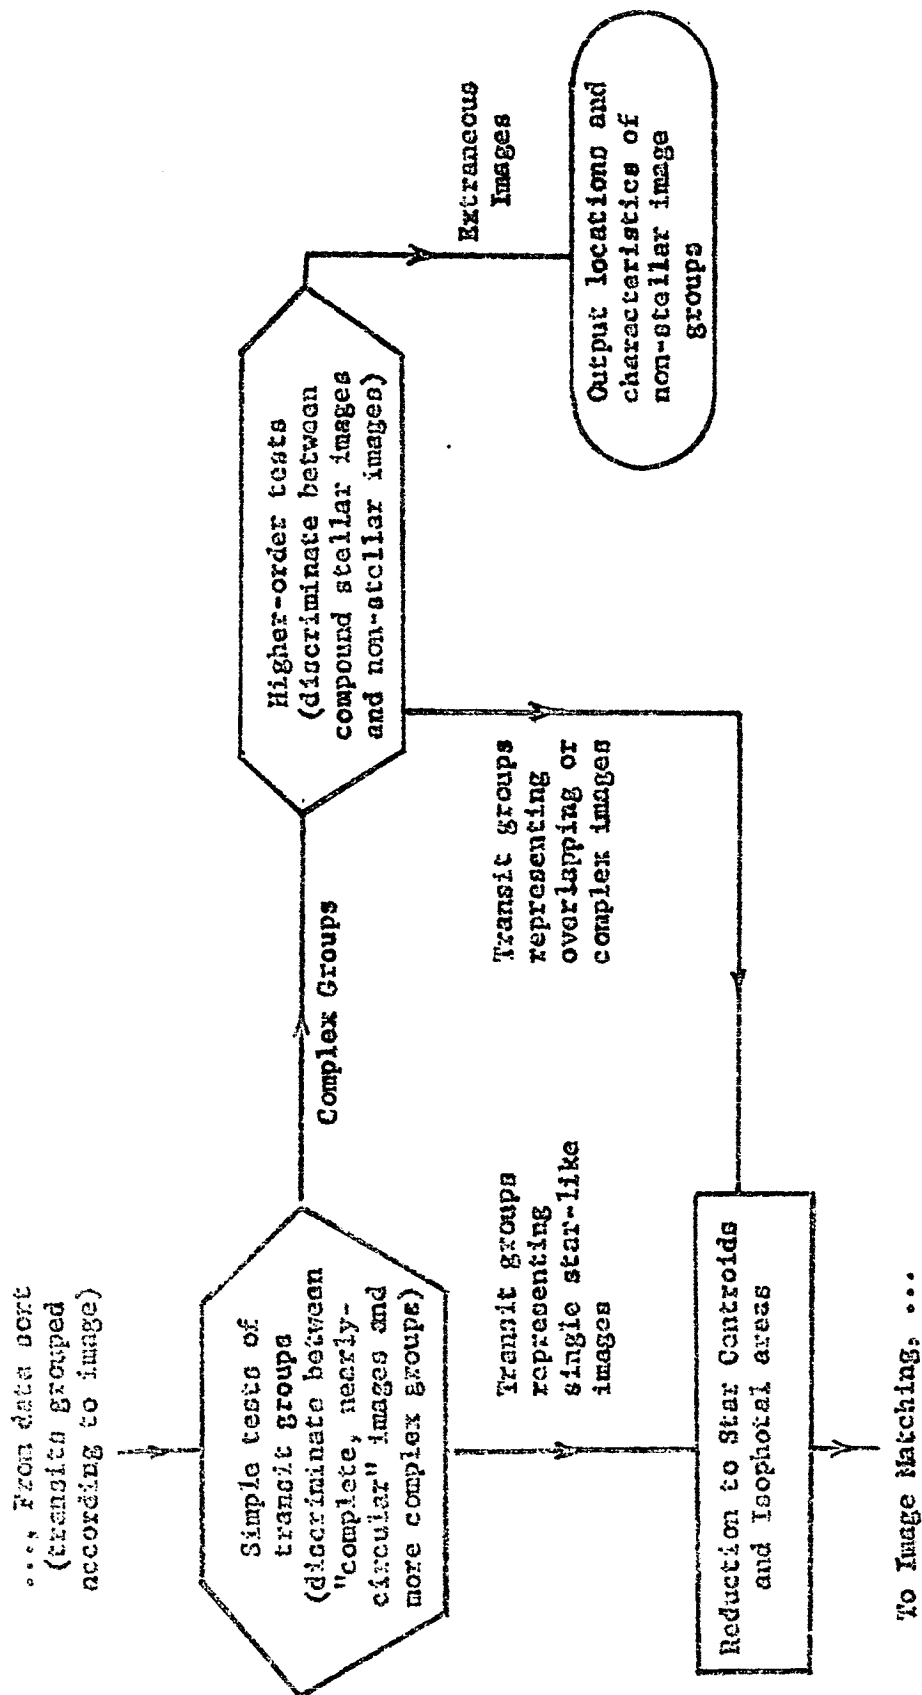 ..., From data sort
(transits grouped
according to image)
Simple tests of
transit groups
(discriminate between
"complete, nearly-
circular" images and
more complex groups)
Complex Groups
Higher-order tests
(discriminate between
compound stellar images
and non-stellar images)
Extraneous
Images
Output locations and
characteristics of
non-stellar image
groups
Transit groups
representing
single star-like
images
Transit groups
representing
overlapping or
complex images
Reduction to Star Centroids
and Isophotal areas
To Image Matching, ...